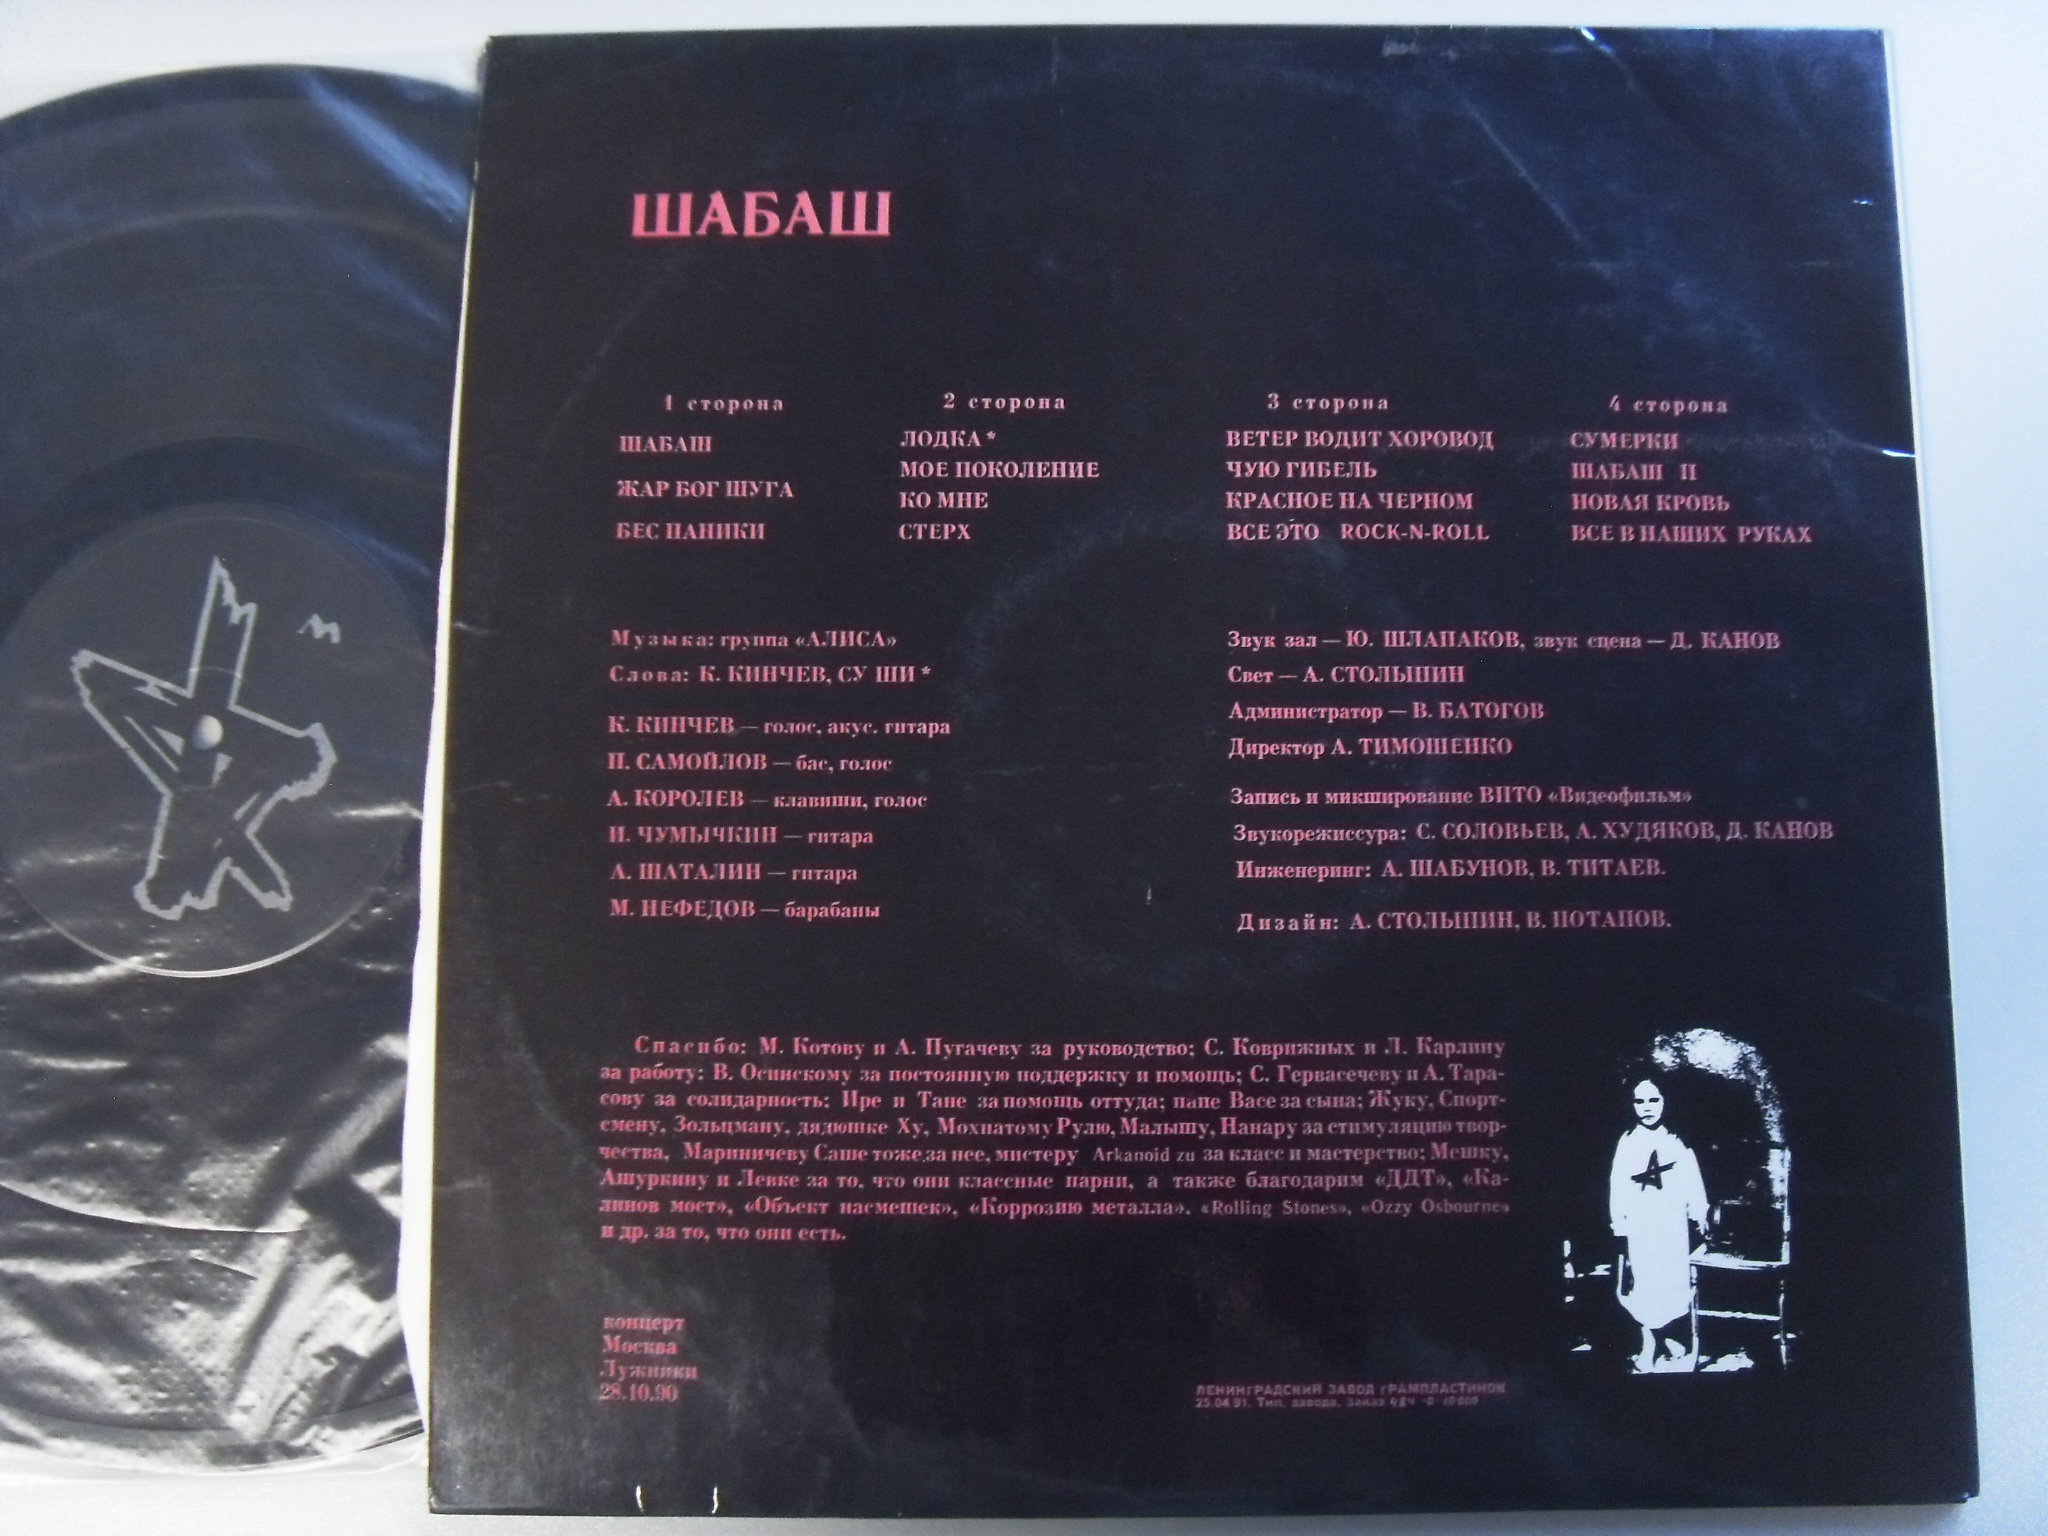 ШАБАШ
1 сторона
ШАБАШ
ЖАР БОГ ШУГА
БЕС ПАНИКИ
2 сторона
ЛОДКА *
МОЕ ПОКОЛЕНИЕ
КО МНЕ
СТЕРХ
3 сторона
ВЕТЕР ВОДИТ ХОРОВОД
ЧУЮ ГИБЕЛЬ
КРАСНОЕ НА ЧЕРНОМ
ВСЕ ЭТО ROCK-N-ROLL
4 сторона
СУМЕРКИ
ШАБАШ II
НОВАЯ КРОВЬ
ВСЕ В НАШИХ РУКАХ
Музыка: группа «АЛИСА»
Слова: К. КИНЧЕВ, СУ ШИ *
К. КИНЧЕВ — голос, акус. гитара
П. САМОЙЛОВ — бас, голос
А. КОРОЛЕВ — клавиши, голос
И. ЧУМЫЧКИН — гитара
А. ШАТАЛИН — гитара
М. НЕФЕДОВ — барабаны
Звук зал — Ю. ШЛАПАКОВ, звук сцена — Д. КАНОВ
Свет — А. СТОЛЫПИН
Администратор — В. БАТОГОВ
Директор А. ТИМОШЕНКО
Запись и микширование ВПТО «Видеофильм»
Звукорежиссура: С. СОЛОВЬЕВ, А. ХУДЯКОВ, Д. КАНОВ
Инженеринг: А. ШАБУНОВ, В. ТИТАЕВ.
Дизайн: А. СТОЛЫПИН, В. ПОТАПОВ.
Спасибо: М. Котову и А. Пугачеву за руководство; С. Коврижных и Л. Карлину
за работу; В. Осинскому за постоянную поддержку и помощь; С. Гервасечеву и А. Тара-
сову за солидарность; Ире и Тане за помощь оттуда; папе Васе за сына; Жуку, Спорт-
смену, Зольцману, дядюшке Ху, Мохнатому Рулю, Малышу, Нанару за стимуляцию твор-
чества, Мариничеву Саше тоже за нее, мистеру Arkanoid zu за класс и мастерство; Мешку,
Ашуркину и Левке за то, что они классные парни, а также благодарим «ДДТ», «Ка-
линов мост», «Объект насмешек», «Коррозию металла», «Rolling Stones», «Ozzy Osbourne»
и др. за то, что они есть.
концерт
Москва
Лужники
28.10.90
ЛЕНИНГРАДСКИЙ ЗАВОД ГРАМПЛАСТИНОК
25.04.91. Тип. завода. Заказ 10000